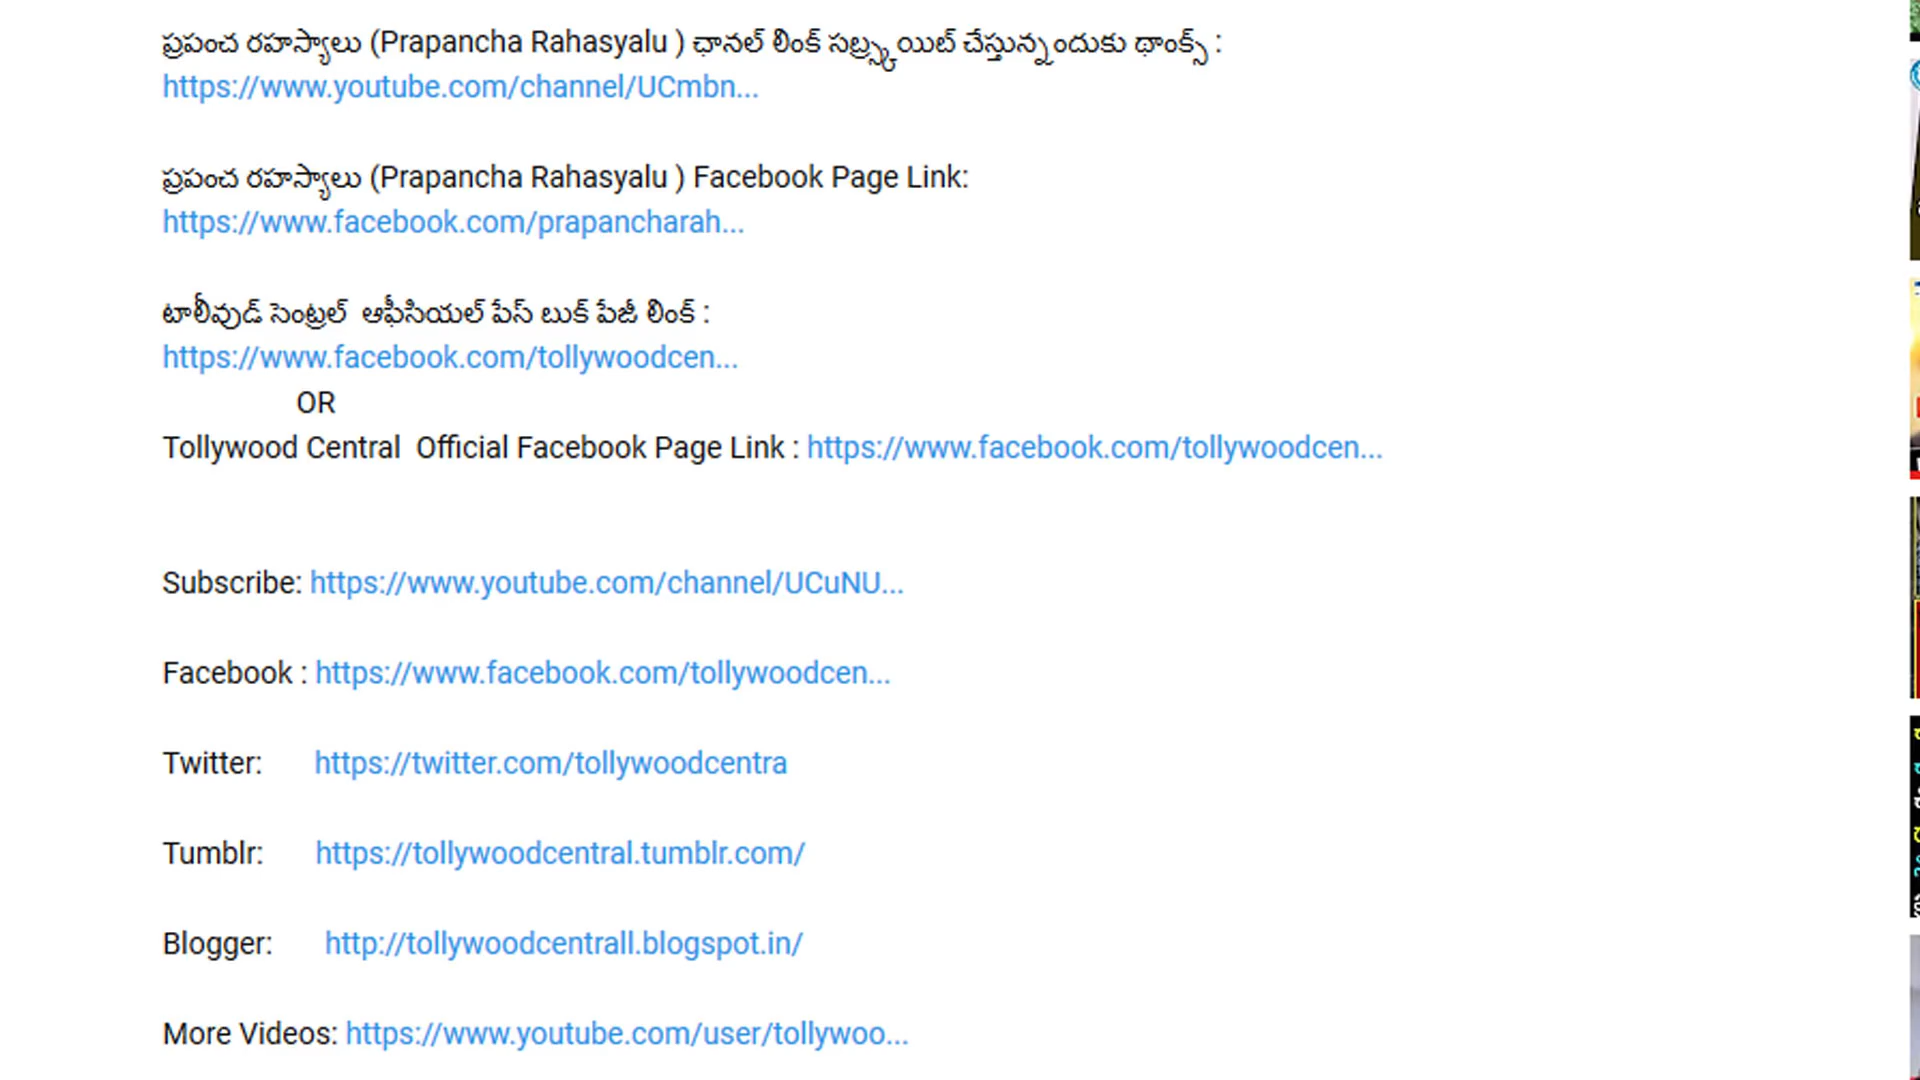 ప్రపంచ రహస్యాలు (Prapancha Rahasyalu ) ఛానల్ లింక్ సబ్స్క్రయిబ్ చేస్తున్నందుకు థాంక్స్ :
https://www.youtube.com/channel/UCmbn...
ప్రపంచ రహస్యాలు (Prapancha Rahasyalu ) Facebook Page Link:
https://www.facebook.com/prapancharah...
టాలీవుడ్ సెంట్రల్  ఆఫీసియల్ పేస్ బుక్ పేజీ లింక్ :
https://www.facebook.com/tollywoodcen...
OR
Tollywood Central  Official Facebook Page Link : https://www.facebook.com/tollywoodcen...
Subscribe: https://www.youtube.com/channel/UCuNU...
Facebook : https://www.facebook.com/tollywoodcen...
Twitter: https://twitter.com/tollywoodcentra
Tumblr: https://tollywoodcentral.tumblr.com/
Blogger: http://tollywoodcentrall.blogspot.in/
More Videos: https://www.youtube.com/user/tollywoo...